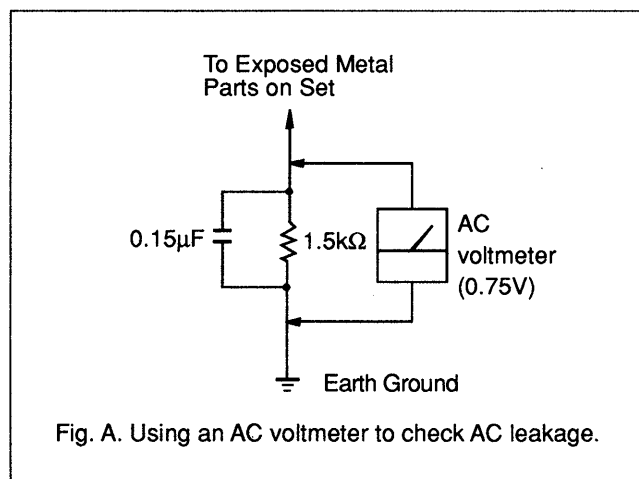 To Exposed Metal
Parts on Set
0.15µF
1.5kΩ
AC
voltmeter
(0.75V)
Earth Ground
Fig. A. Using an AC voltmeter to check AC leakage.